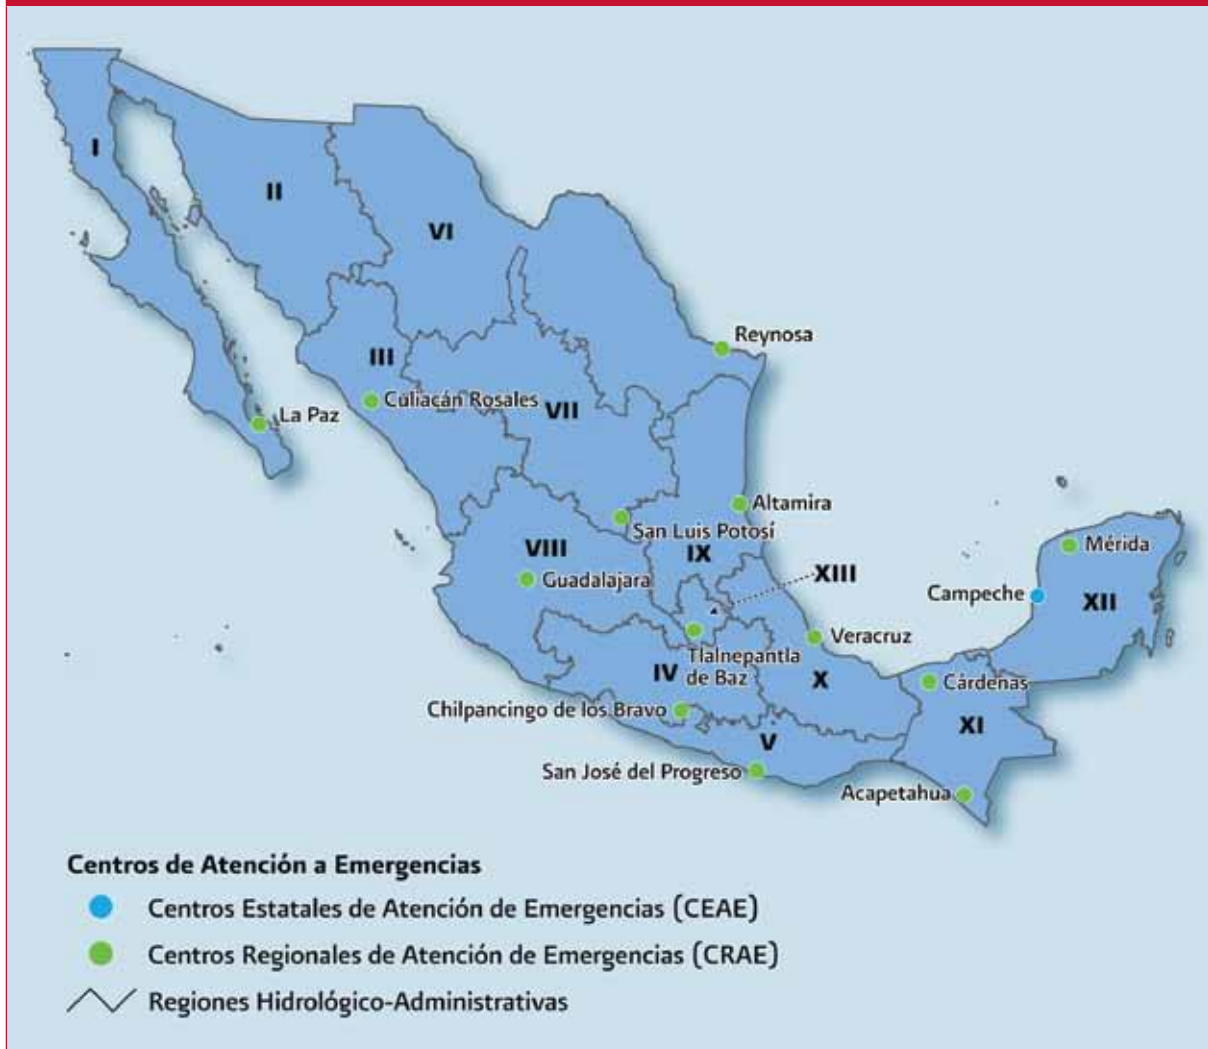 I
II
VI
Reynosa
III
Culiacán Rosales
VII
La Paz
Altamira
San Luis Potosí
VIII
IX
Mérida
XIII
Guadalajara
Campeche
XII
Veracruz
Tlalnepantla
de Baz
IV
X
Cárdenas
Chilpancingo de los Bravo
XI
V
San José del Progreso
Acapetahua
Centros de Atención a Emergencias
Centros Estatales de Atención de Emergencias (CEAE)
Centros Regionales de Atención de Emergencias (CRAE)
Regiones Hidrológico-Administrativas